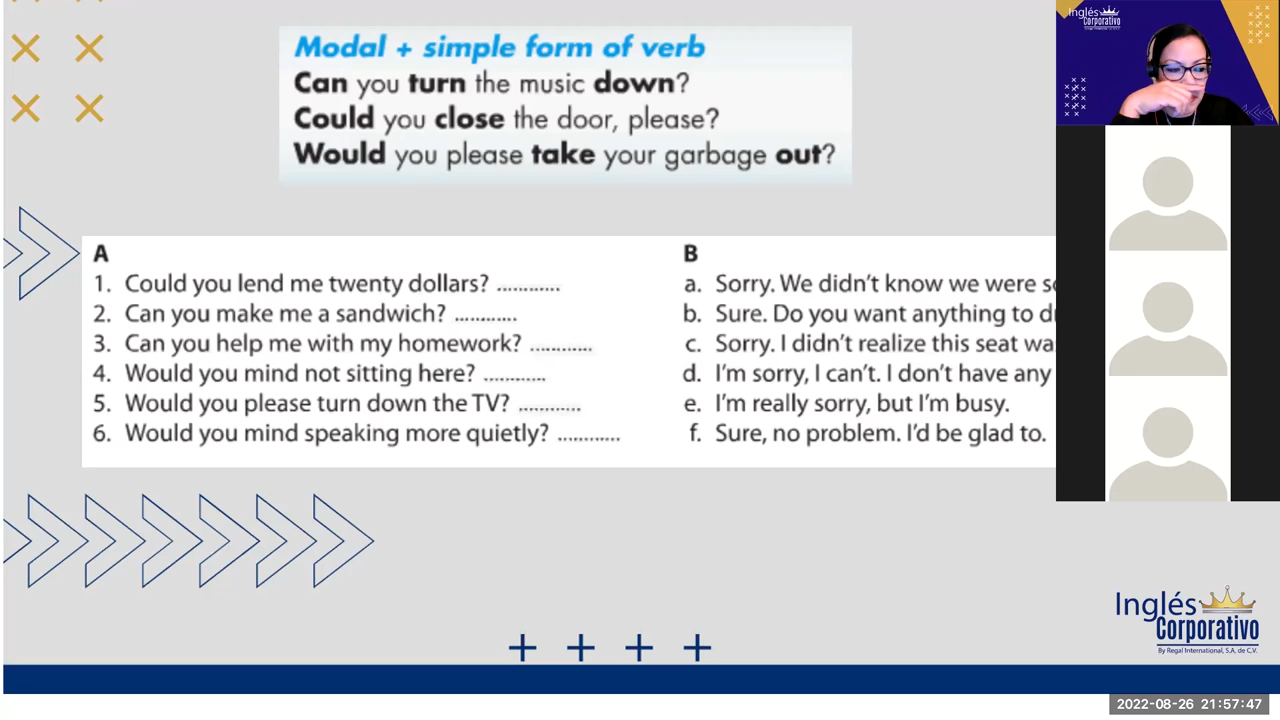 Modal + simple form of verb
Can you turn the music down?
Could you close the door, please?
Would you please take your garbage out?
A
1. Could you lend me twenty dollars? ............
2. Can you make me a sandwich? ............
3. Can you help me with my homework? ............
4. Would you mind not sitting here? ............
5. Would you please turn down the TV? ............
6. Would you mind speaking more quietly? ............
B
a. Sorry. We didn't know we were
b. Sure. Do you want anything to
c. Sorry. I didn't realize this seat
d. I'm sorry, I can't. I don't have any
e. I'm really sorry, but I'm busy.
f. Sure, no problem. I'd be glad to.
Inglés
Corporativo
Inglés
Corporativo
By Regal International, S.A. de C.V.
2022-08-26 21:57:47